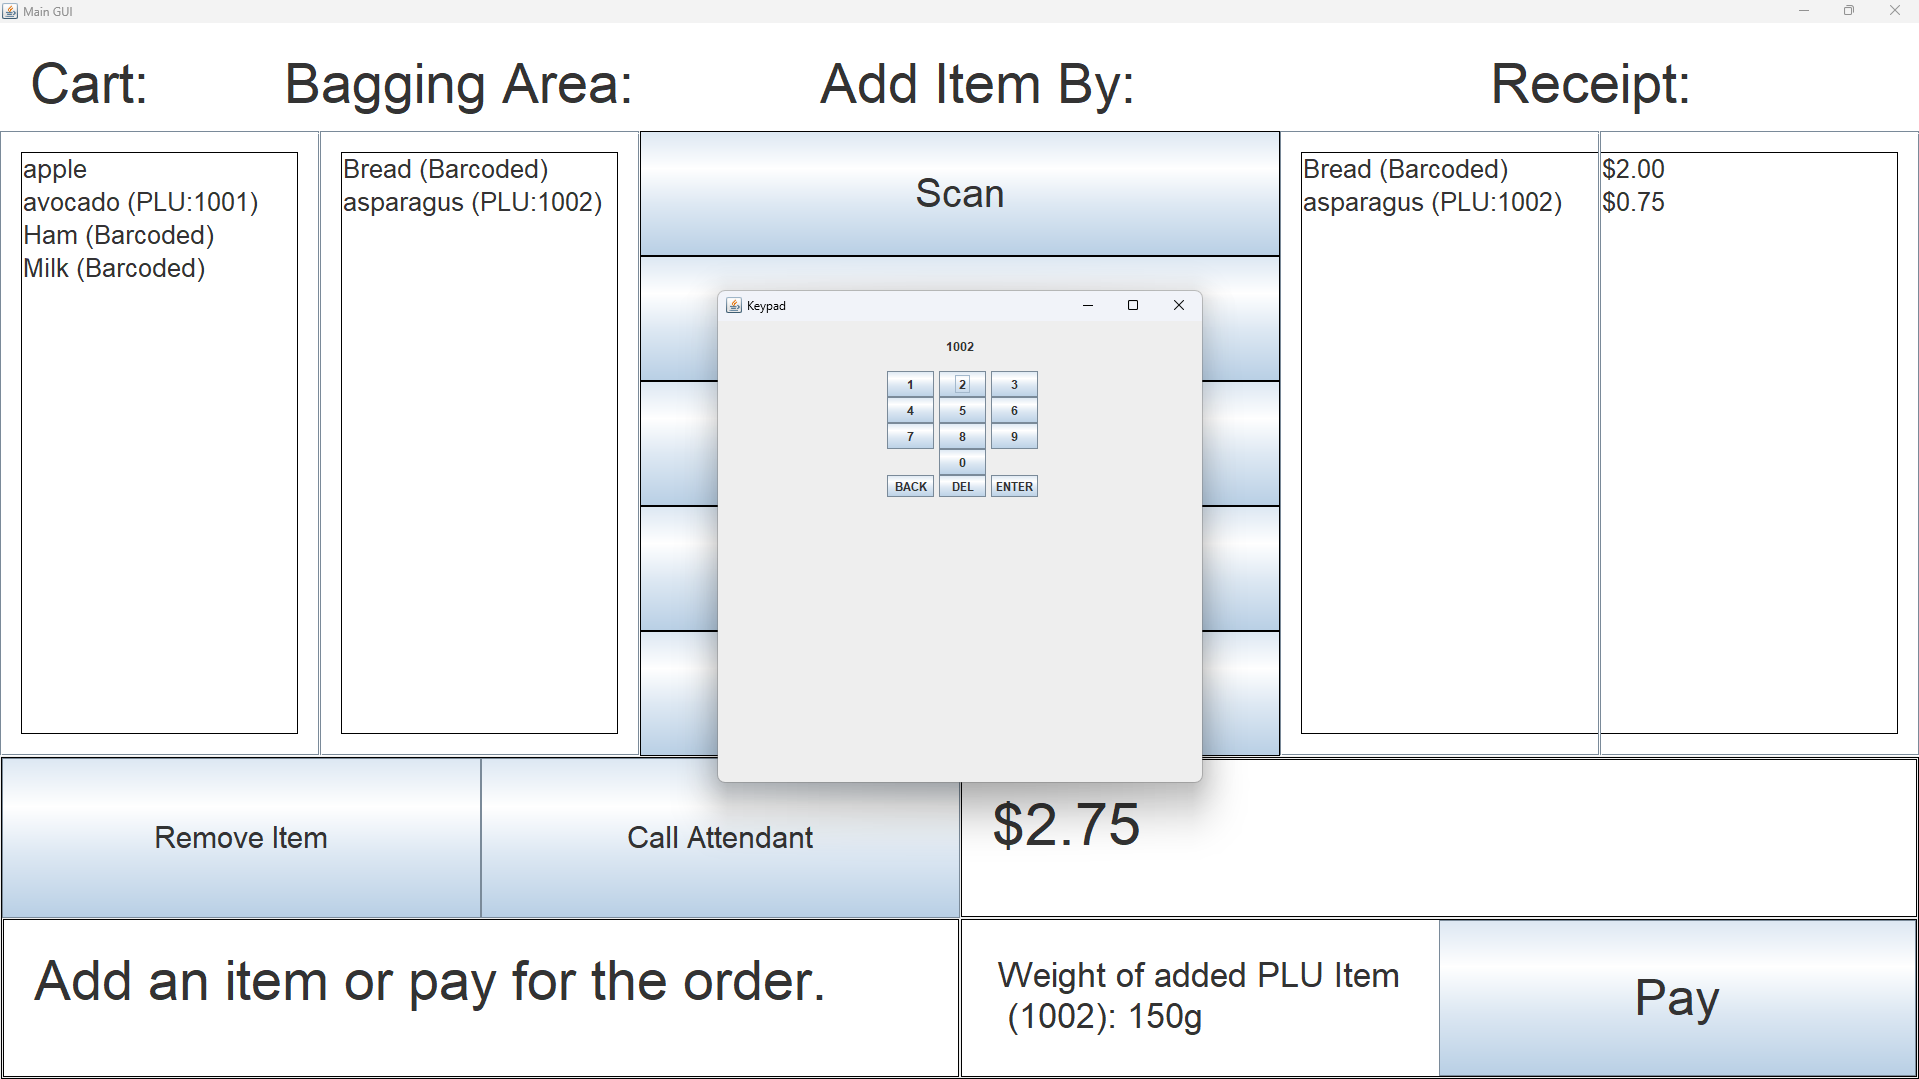 Main GUI
Cart:
Bagging Area:
Add Item By:
Receipt:
apple
avocado (PLU:1001)
Ham (Barcoded)
Milk (Barcoded)
Bread (Barcoded)
asparagus (PLU:1002)
Scan
Keypad
1002
1 2 3
4 5 6
7 8 9
0
BACK DEL ENTER
Bread (Barcoded) $2.00
asparagus (PLU:1002) $0.75
Remove Item
Call Attendant
$2.75
Add an item or pay for the order.
Weight of added PLU Item
(1002): 150g
Pay